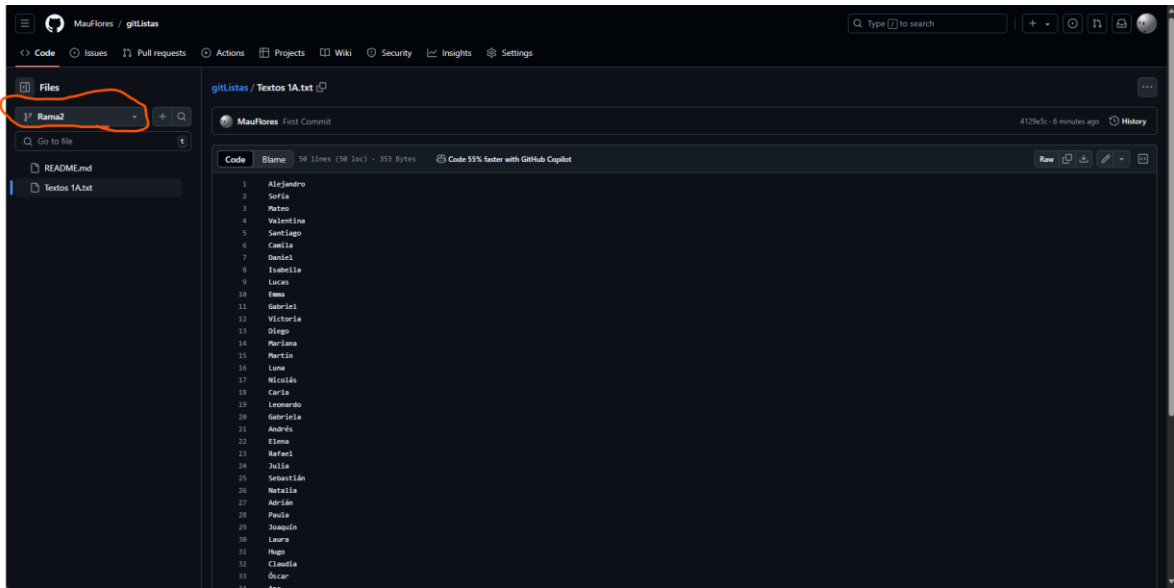 MauFlores / gitListas
Type / to search
Code Issues Pull requests Actions Projects Wiki Security Insights Settings
Files
Rama2
Go to file t
README.md
Textos 1A.txt
gitListas / Textos 1A.txt
MauFlores First Commit 4129e5c · 6 minutes ago History
Code Blame 50 lines (50 loc) · 353 Bytes Code 55% faster with GitHub Copilot Raw
1 Alejandro
2 Sofía
3 Mateo
4 Valentina
5 Santiago
6 Camila
7 Daniel
8 Isabella
9 Lucas
10 Emma
11 Gabriel
12 Victoria
13 Diego
14 Mariana
15 Martín
16 Luna
17 Nicolás
18 Carla
19 Leonardo
20 Gabriela
21 Andrés
22 Elena
23 Rafael
24 Julia
25 Sebastián
26 Natalia
27 Adrián
28 Paula
29 Joaquín
30 Laura
31 Hugo
32 Claudia
33 Óscar